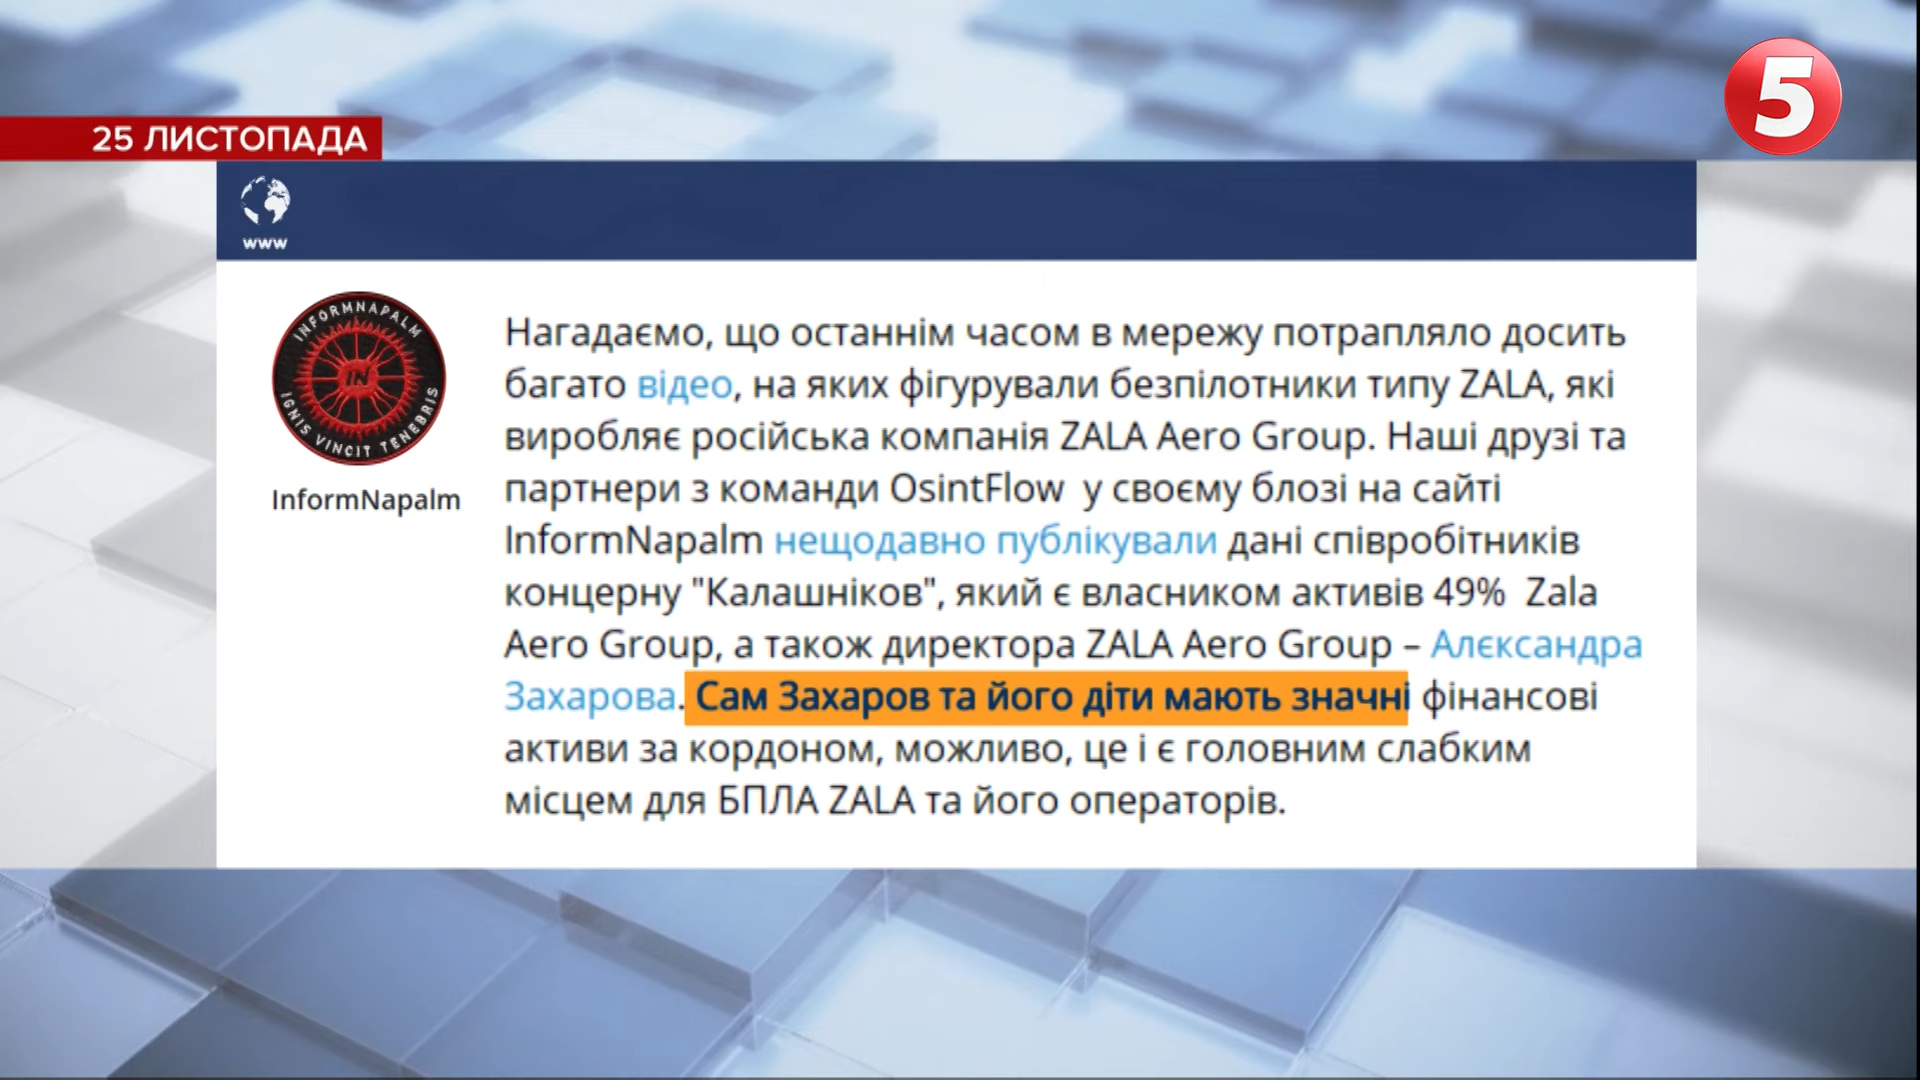 25 ЛИСТОПАДА
5
www
INFORMNAPALM
IN
IGNIS VINCIT TENEBRIS
InformNapalm
Нагадаємо, що останнім часом в мережу потрапляло досить
багато відео, на яких фігурували безпілотники типу ZALA, які
виробляє російська компанія ZALA Aero Group. Наші друзі та
партнери з команди OsintFlow у своєму блозі на сайті
InformNapalm нещодавно публікували дані співробітників
концерну "Калашніков", який є власником активів 49% Zala
Aero Group, а також директора ZALA Aero Group – Алєксандра
Захарова. Сам Захаров та його діти мають значні фінансові
активи за кордоном, можливо, це і є головним слабким
місцем для БПЛА ZALA та його операторів.